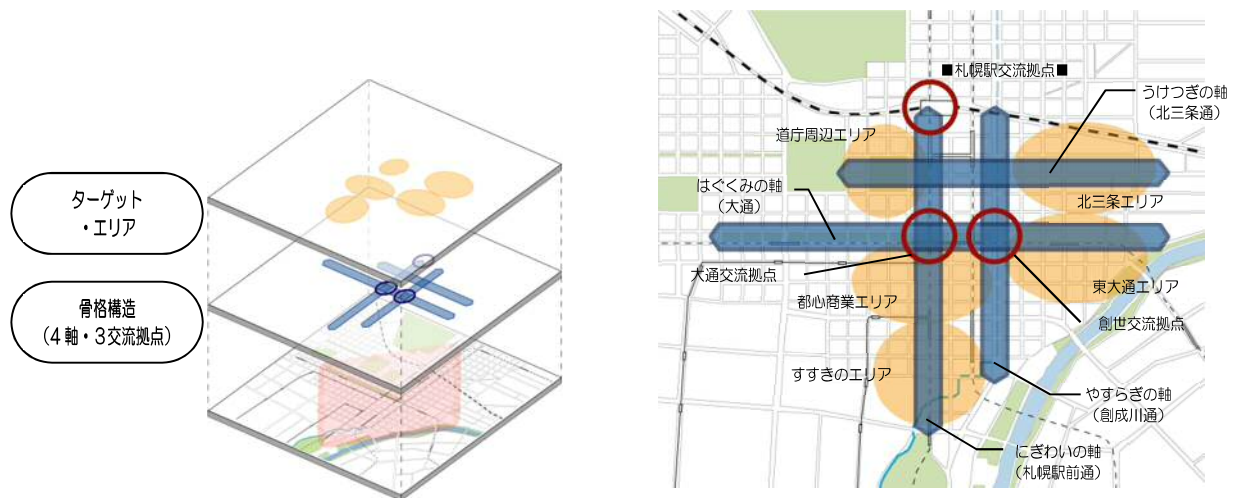 ターゲット
・エリア
骨格構造
(4軸・3交流拠点)
■札幌駅交流拠点■
うけつぎの軸
(北三条通)
道庁周辺エリア
はぐくみの軸
(大通)
北三条エリア
大通交流拠点
東大通エリア
都心商業エリア
創世交流拠点
すすきのエリア
やすらぎの軸
(創成川通)
にぎわいの軸
(札幌駅前通)